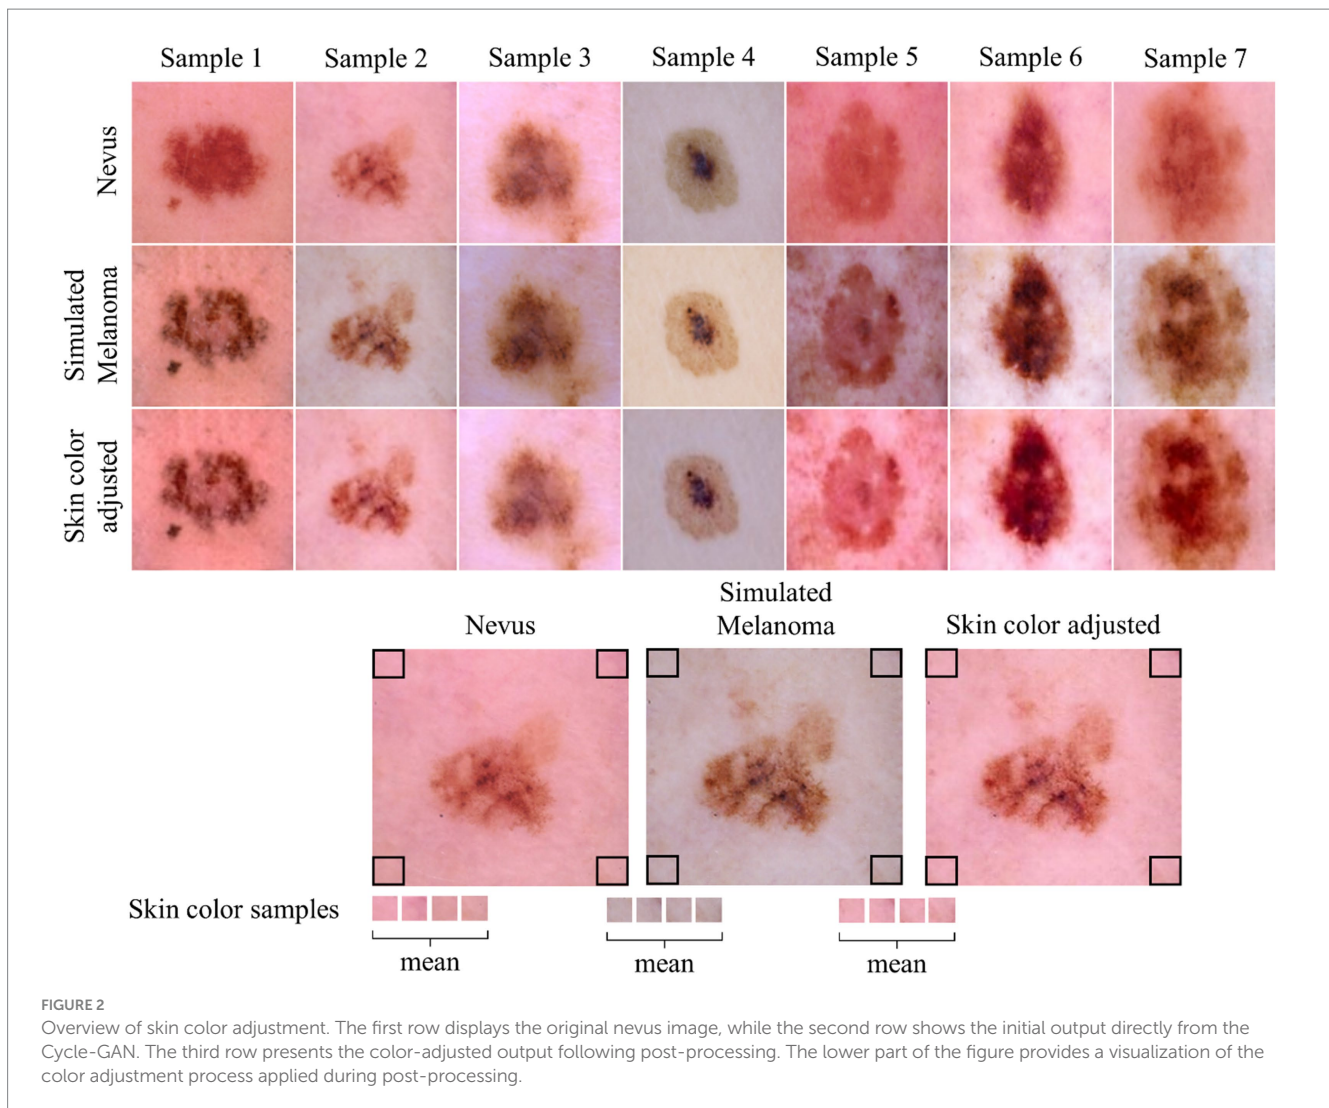 Sample 1 Sample 2 Sample 3 Sample 4 Sample 5 Sample 6 Sample 7
Nevus
Simulated
Melanoma
Skin color
adjusted
Nevus
Simulated
Melanoma
Skin color adjusted
Skin color samples
mean mean mean
FIGURE 2
Overview of skin color adjustment. The first row displays the original nevus image, while the second row shows the initial output directly from the
Cycle-GAN. The third row presents the color-adjusted output following post-processing. The lower part of the figure provides a visualization of the
color adjustment process applied during post-processing.